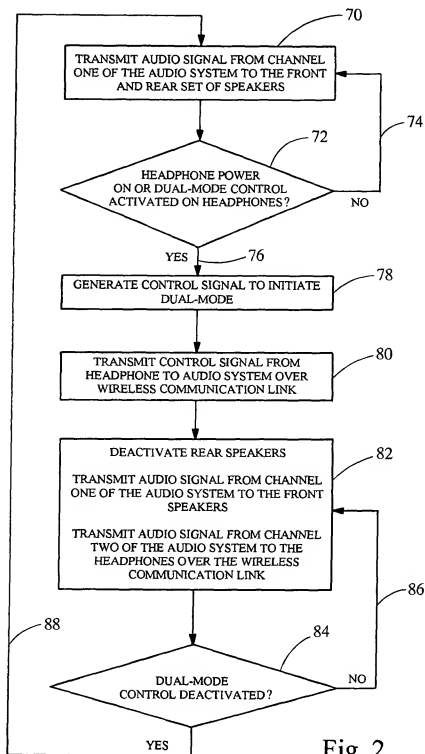 70
TRANSMIT AUDIO SIGNAL FROM CHANNEL
ONE OF THE AUDIO SYSTEM TO THE FRONT
AND REAR SET OF SPEAKERS
74
72
HEADPHONE POWER
ON OR DUAL-MODE CONTROL
ACTIVATED ON HEADPHONES?
NO
YES
76
78
GENERATE CONTROL SIGNAL TO INITIATE
DUAL-MODE
80
TRANSMIT CONTROL SIGNAL FROM
HEADPHONE TO AUDIO SYSTEM OVER
WIRELESS COMMUNICATION LINK
82
DEACTIVATE REAR SPEAKERS
TRANSMIT AUDIO SIGNAL FROM CHANNEL
ONE OF THE AUDIO SYSTEM TO THE FRONT
SPEAKERS
TRANSMIT AUDIO SIGNAL FROM CHANNEL
TWO OF THE AUDIO SYSTEM TO THE
HEADPHONES OVER THE WIRELESS
COMMUNICATION LINK
86
88
84
DUAL-MODE
CONTROL DEACTIVATED?
NO
YES
Fig. 2